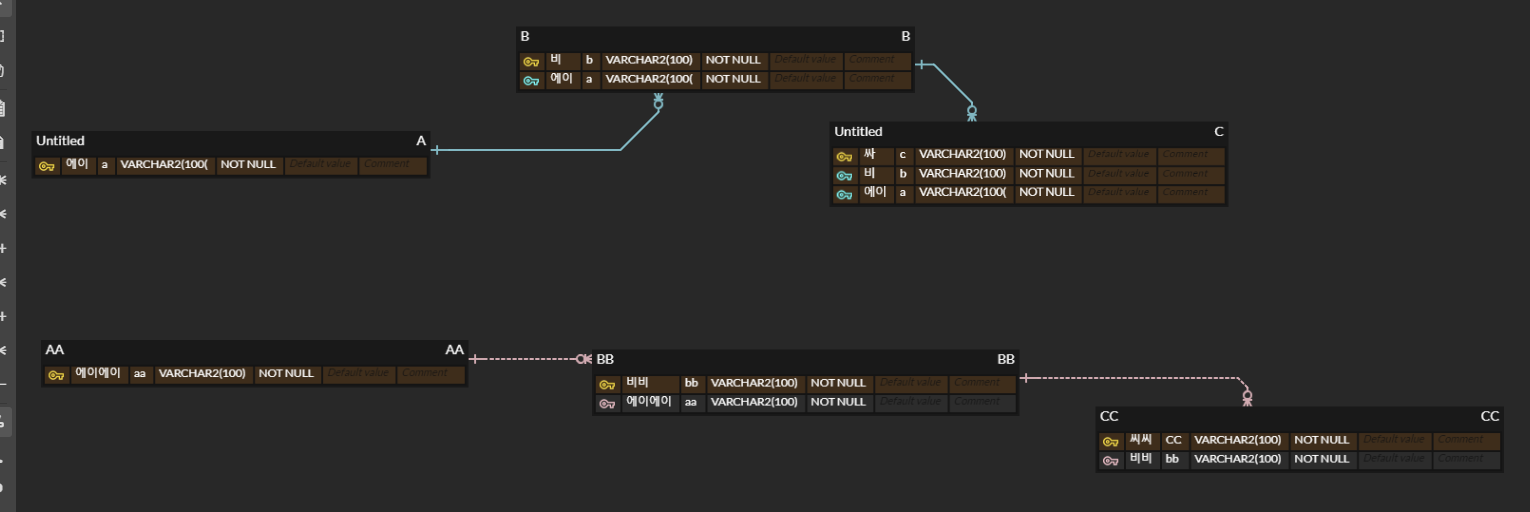 B B
비 b VARCHAR2(100) NOT NULL Default value Comment
에이 a VARCHAR2(100( NOT NULL Default value Comment
Untitled A
에이 a VARCHAR2(100( NOT NULL Default value Comment
Untitled C
싸 c VARCHAR2(100) NOT NULL Default value Comment
비 b VARCHAR2(100) NOT NULL Default value Comment
에이 a VARCHAR2(100( NOT NULL Default value Comment
AA AA
에이에이 aa VARCHAR2(100) NOT NULL Default value Comment
BB BB
비비 bb VARCHAR2(100) NOT NULL Default value Comment
에이에이 aa VARCHAR2(100) NOT NULL Default value Comment
CC CC
씨씨 CC VARCHAR2(100) NOT NULL Default value Comment
비비 bb VARCHAR2(100) NOT NULL Default value Comment